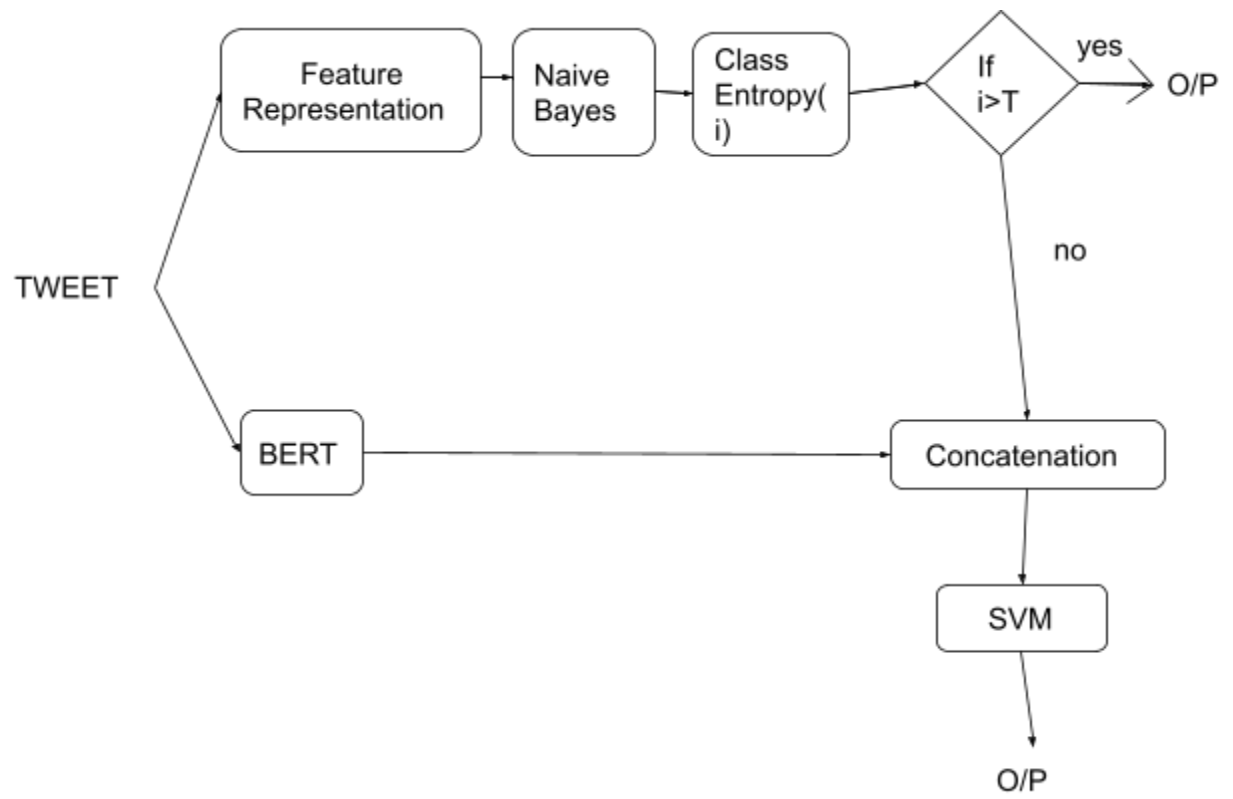 Feature
Representation
Naive
Bayes
Class
Entropy(
i)
If
i>T
yes
O/P
no
TWEET
BERT
Concatenation
SVM
O/P